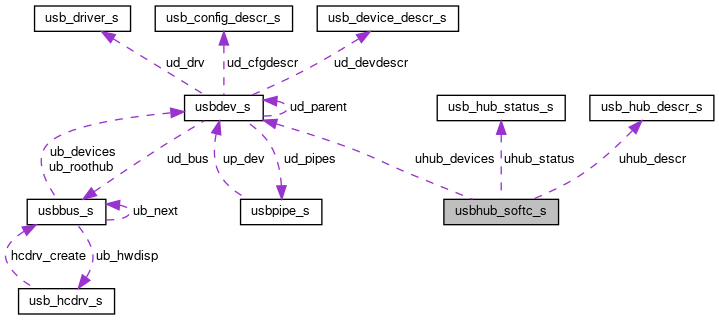 usb_driver_s
usb_config_descr_s
usb_device_descr_s
ud_drv
ud_cfgdescr
ud_devdescr
usbdev_s
ud_parent
usb_hub_status_s
usb_hub_descr_s
ub_devices
ub_roothub
ud_bus
up_dev
ud_pipes
uhub_devices
uhub_status
uhub_descr
usbbus_s
ub_next
usbpipe_s
usbhub_softc_s
hcdrv_create
ub_hwdisp
usb_hcdrv_s